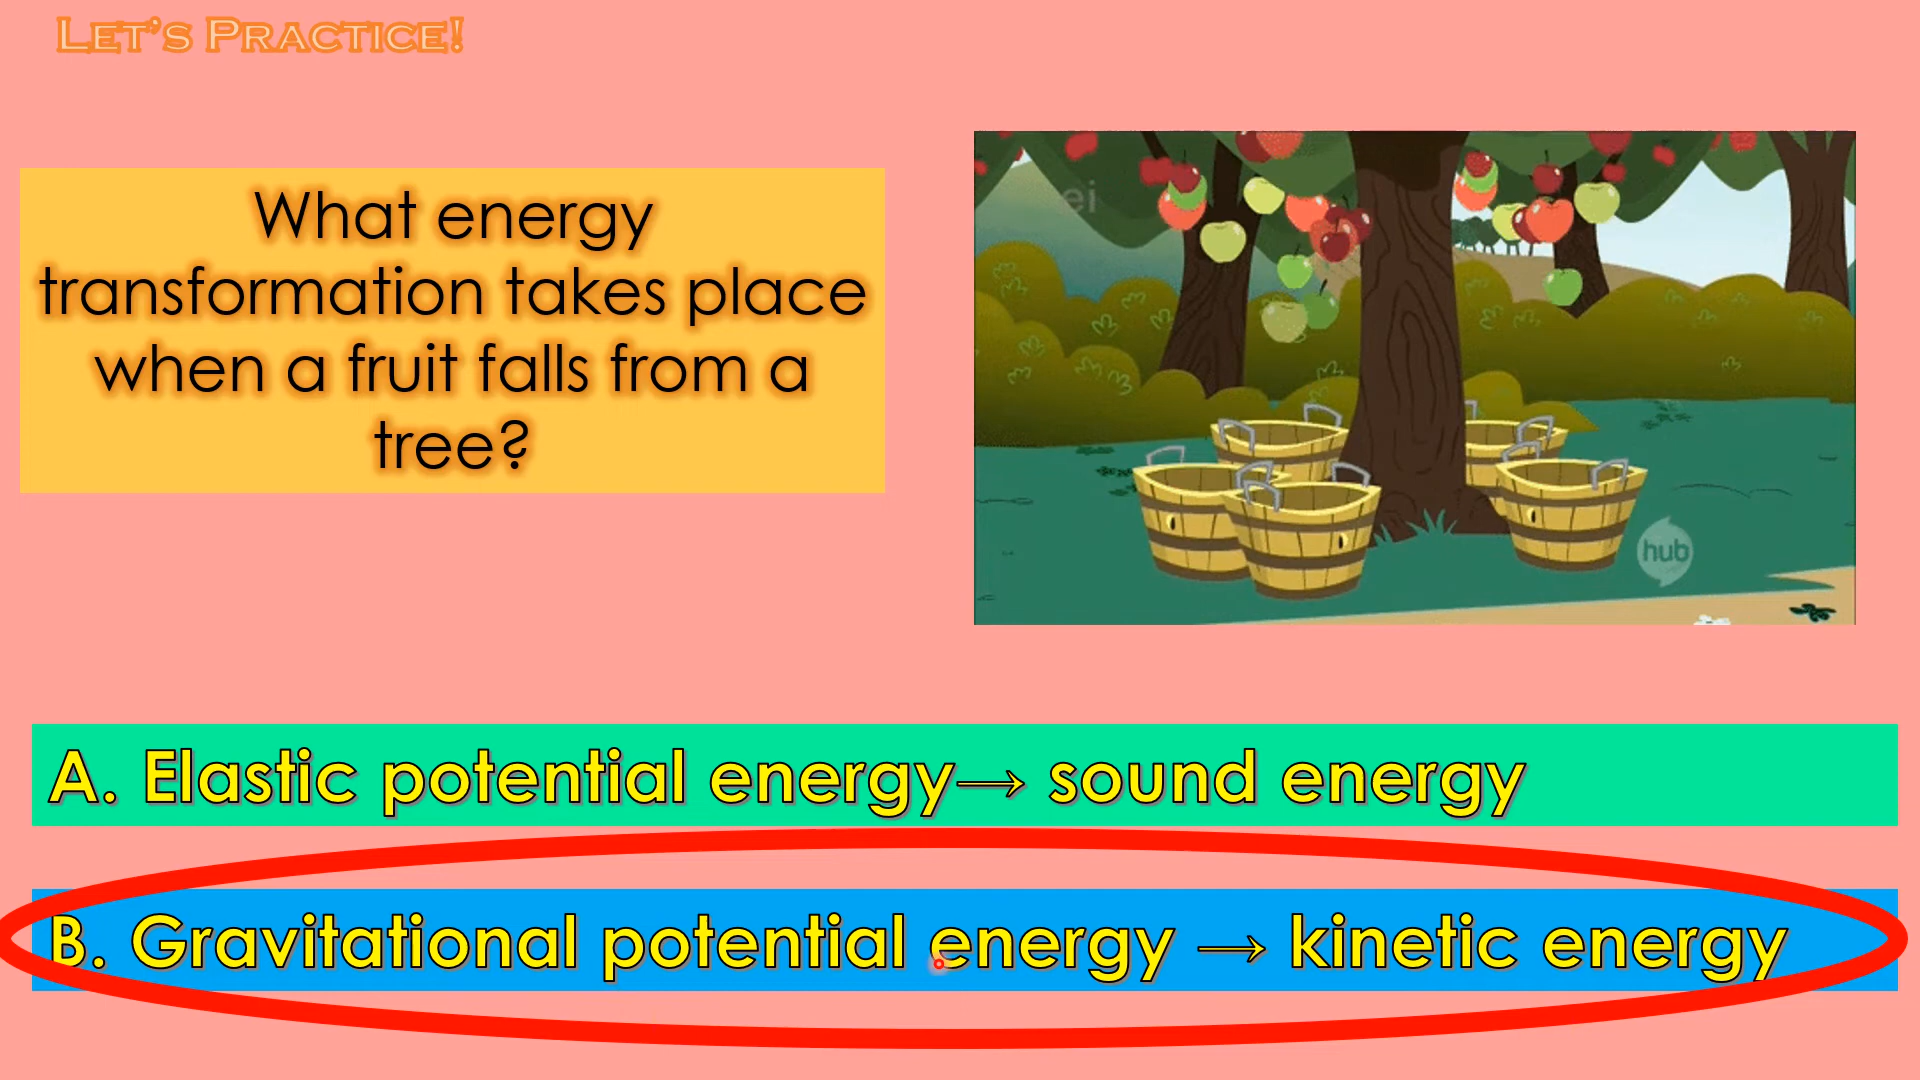 LET'S PRACTICE!
What energy
transformation takes place
when a fruit falls from a
tree?
ei
hub
A. Elastic potential energy→ sound energy
B. Gravitational potential energy → kinetic energy